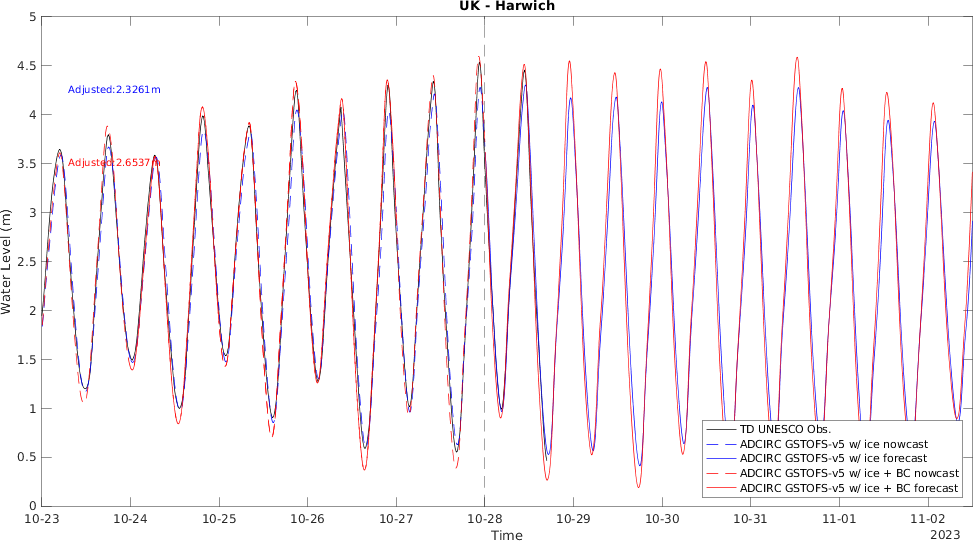 UK - Harwich
5
4.5
4
3.5
3
2.5
2
1.5
1
0.5
0
Water Level (m)
Adjusted:2.3261m
Adjusted:2.6537m
TD UNESCO Obs.
ADCIRC GSTOFS-v5 w/ ice nowcast
ADCIRC GSTOFS-v5 w/ ice forecast
ADCIRC GSTOFS-v5 w/ ice + BC nowcast
ADCIRC GSTOFS-v5 w/ ice + BC forecast
10-23 10-24 10-25 10-26 10-27 10-28 10-29 10-30 10-31 11-01 11-02
Time
2023